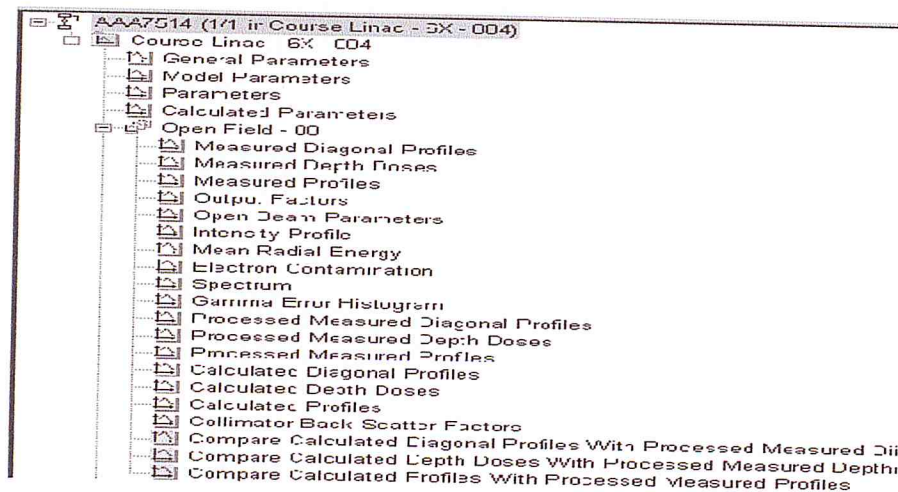 AAA7514 (1/1 in Course Linac - 6X - 004)
Course Linac 6X 004
General Parameters
Model Parameters
Parameters
Calculated Parameters
Open Field - 00
Measured Diagonal Profiles
Measured Depth Doses
Measured Profiles
Output Factors
Open Beam Parameters
Intensity Profile
Mean Radial Energy
Electron Contamination
Spectrum
Gamma Error Histogram
Processed Measured Diagonal Profiles
Processed Measured Depth Doses
Processed Measured Profiles
Calculated Diagonal Profiles
Calculated Depth Doses
Calculated Profiles
Collimator Back Scatter Factors
Compare Calculated Diagonal Profiles With Processed Measured
Compare Calculated Depth Doses With Processed Measured Depth
Compare Calculated Profiles With Processed Measured Profiles